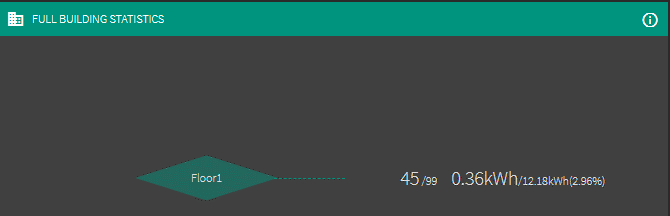 FULL BUILDING STATISTICS
Floor1 45/99 0.36kWh/12.18kWh(2.96%)